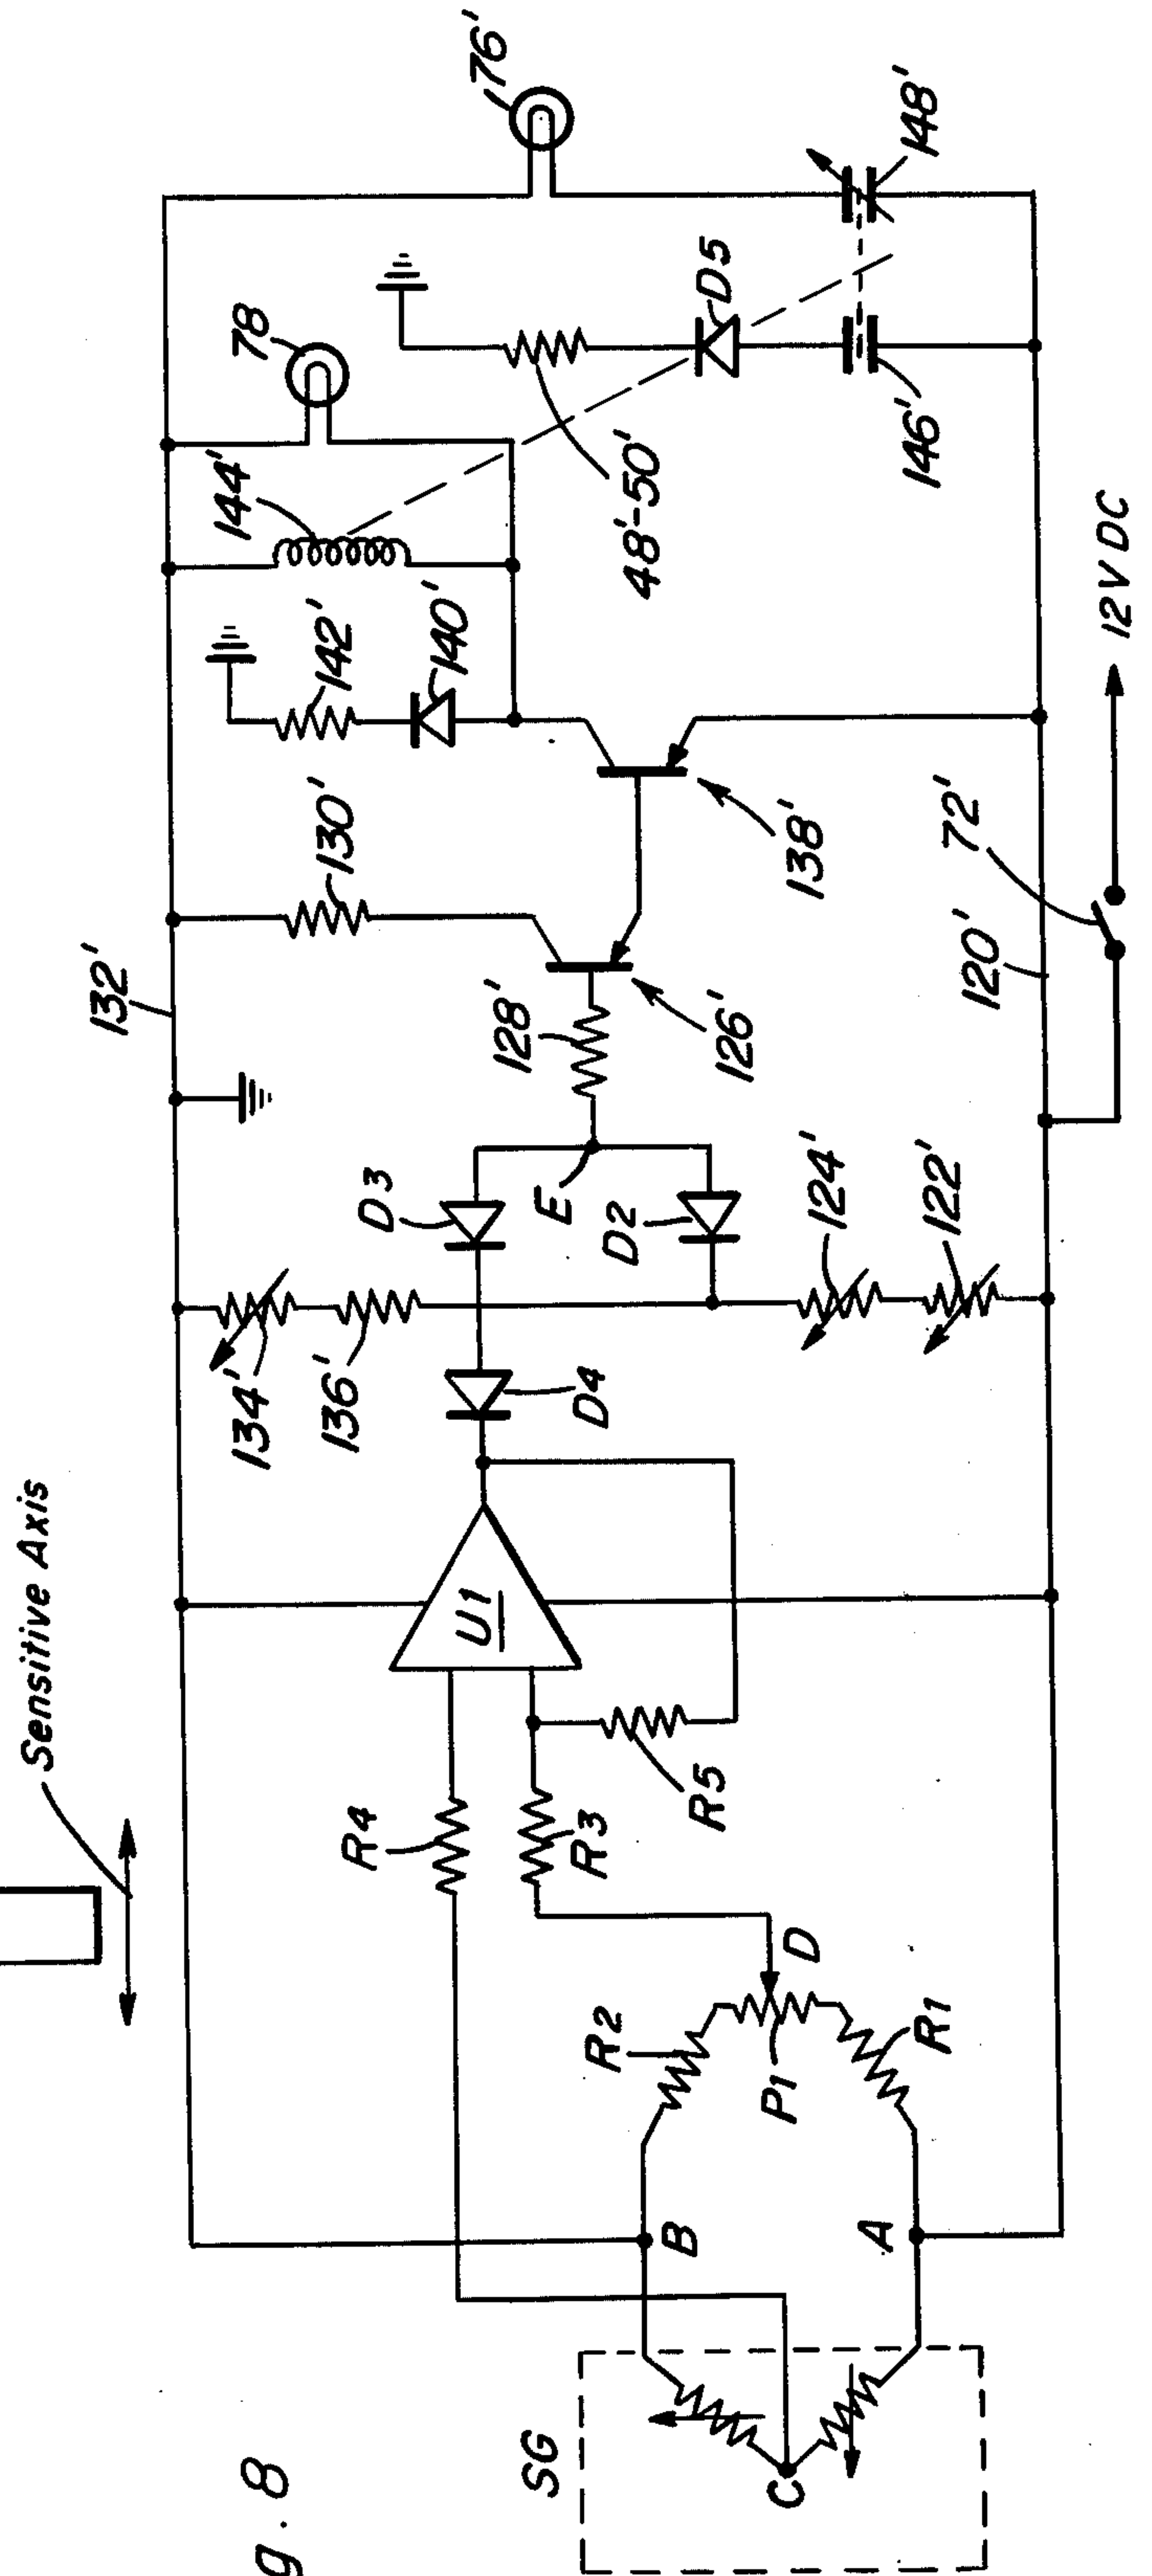 Sensitive Axis
g. 8
SG
C
B
A
R2
P1
D
R1
R4
R3
R5
U1
134'
136'
D4
D3
D2
E
124'
122'
132'
128'
126'
130'
138'
120'
72'
12V DC
142'
140'
144'
78
48'-50'
D5
146'
148'
76'